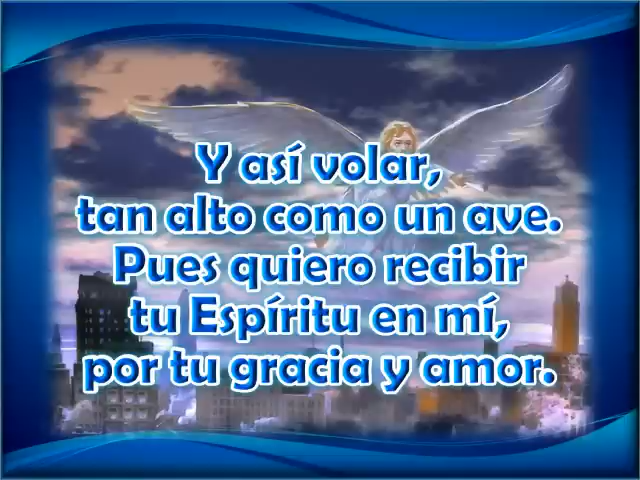 Y así volar,
tan alto como un ave.
Pues quiero recibir
tu Espíritu en mí,
por tu gracia y amor.